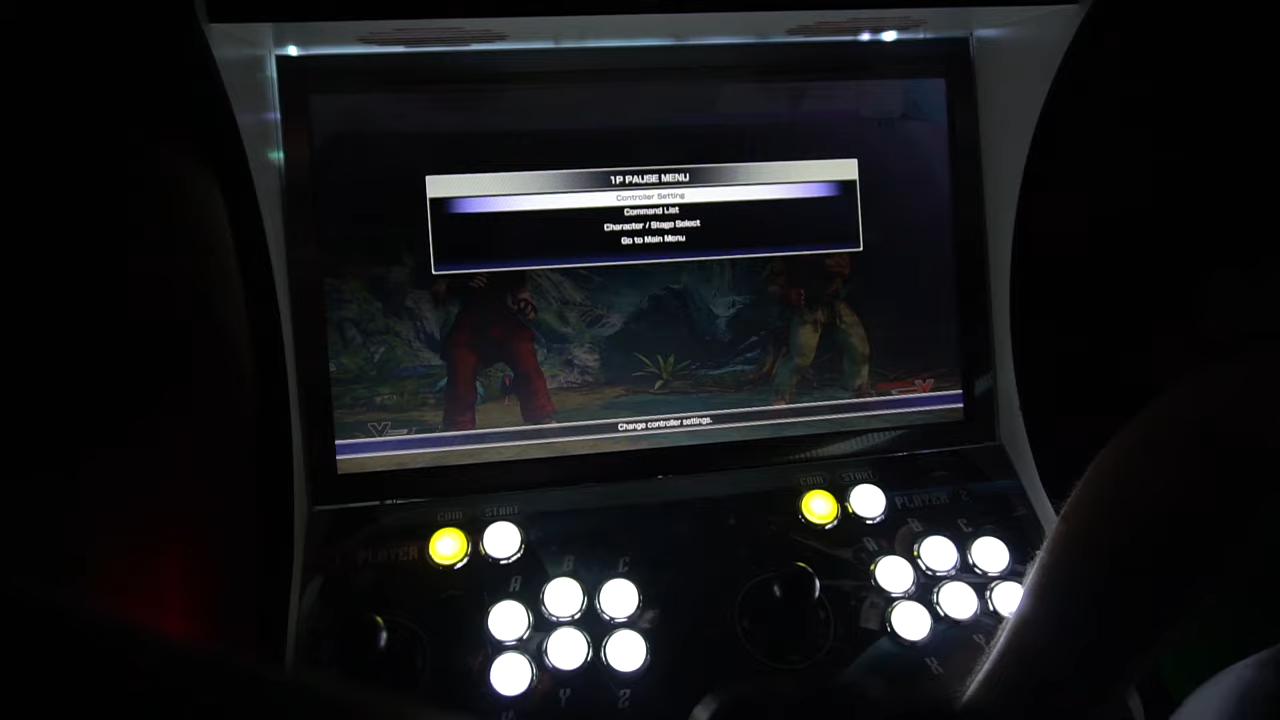 1P PAUSE MENU
Controller Setting
Command List
Character / Stage Select
Go to Main Menu
Change controller settings.
COIN START
PLAYER 2
COIN START
PLAYER
A B C
A B C
X Y
Y Z